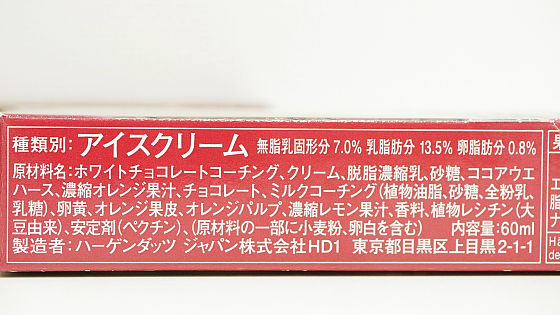 種類別: アイスクリーム 無脂乳固形分 7.0% 乳脂肪分 13.5% 卵脂肪分 0.8%
原材料名:ホワイトチョコレートコーチング、クリーム、脱脂濃縮乳、砂糖、ココアウエ
ハース、濃縮オレンジ果汁、チョコレート、ミルクコーチング(植物油脂、砂糖、全粉乳、
乳糖)、卵黄、オレンジ果皮、オレンジパルプ、濃縮レモン果汁、香料、植物レシチン(大
豆由来)、安定剤(ペクチン)、(原材料の一部に小麦粉、卵白を含む) 内容量:60ml
製造者:ハーゲンダッツ ジャパン株式会社HD1 東京都目黒区上目黒2-1-1